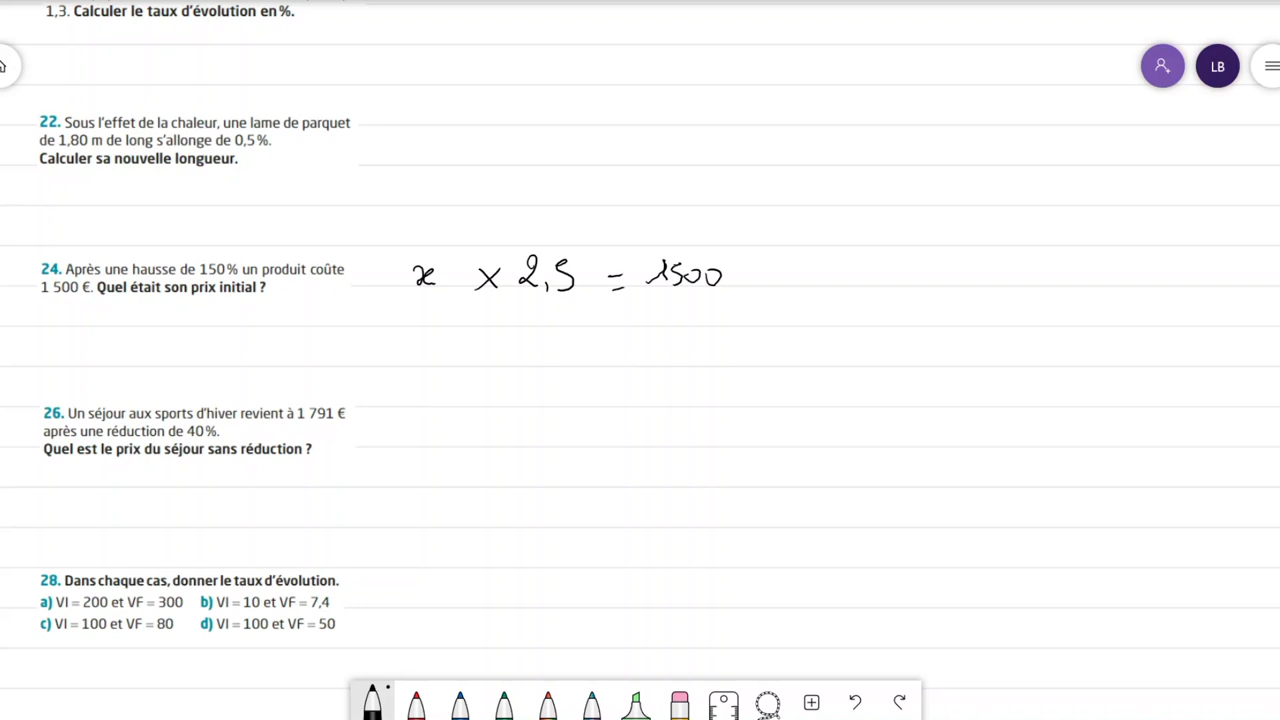 1,3. Calculer le taux d'évolution en %.
LB
22. Sous l'effet de la chaleur, une lame de parquet
de 1,80 m de long s'allonge de 0,5 %.
Calculer sa nouvelle longueur.
24. Après une hausse de 150 % un produit coûte
1 500 €. Quel était son prix initial ?
x × 2,5 = 1500
26. Un séjour aux sports d'hiver revient à 1 791 €
après une réduction de 40 %.
Quel est le prix du séjour sans réduction ?
28. Dans chaque cas, donner le taux d'évolution.
a) VI = 200 et VF = 300 b) VI = 10 et VF = 7,4
c) VI = 100 et VF = 80 d) VI = 100 et VF = 50